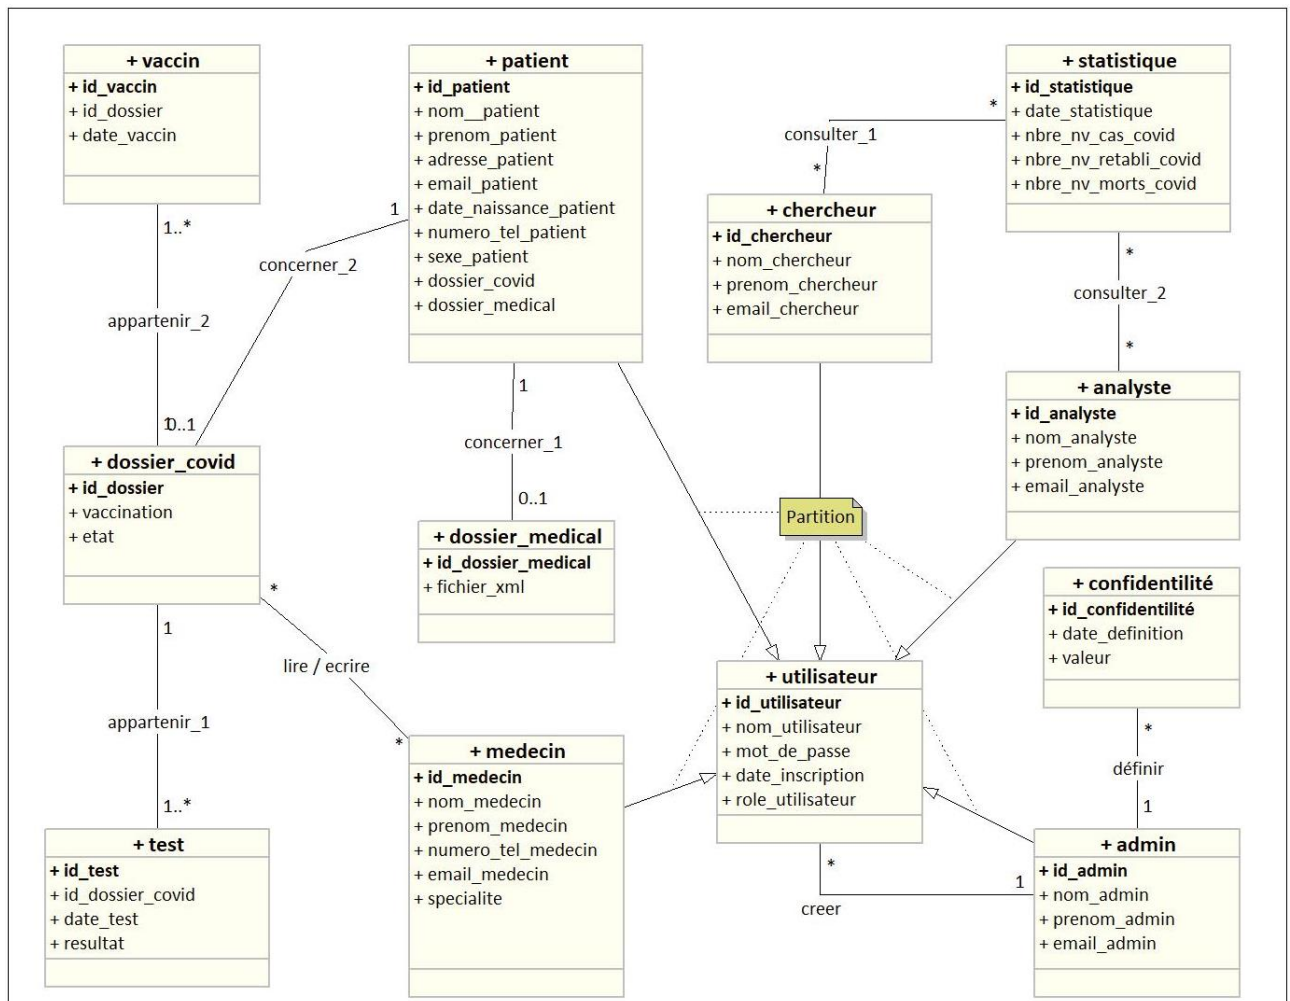 + vaccin
+ id_vaccin
+ id_dossier
+ date_vaccin
+ patient
+ id_patient
+ nom__patient
+ prenom_patient
+ adresse_patient
+ email_patient
+ date_naissance_patient
+ numero_tel_patient
+ sexe_patient
+ dossier_covid
+ dossier_medical
+ statistique
+ id_statistique
+ date_statistique
+ nbre_nv_cas_covid
+ nbre_nv_retabli_covid
+ nbre_nv_morts_covid
*
consulter_1
*
+ chercheur
+ id_chercheur
+ nom_chercheur
+ prenom_chercheur
+ email_chercheur
1..*
appartenir_2
1
1
concerner_2
0..1
*
consulter_2
*
1
concerner_1
0..1
+ analyste
+ id_analyste
+ nom_analyste
+ prenom_analyste
+ email_analyste
+ dossier_covid
+ id_dossier
+ vaccination
+ etat
+ dossier_medical
+ id_dossier_medical
+ fichier_xml
Partition
+ confidentilité
+ id_confidentilité
+ date_definition
+ valeur
*
lire / ecrire
*
1
appartenir_1
1..*
+ utilisateur
+ id_utilisateur
+ nom_utilisateur
+ mot_de_passe
+ date_inscription
+ role_utilisateur
*
définir
1
+ medecin
+ id_medecin
+ nom_medecin
+ prenom_medecin
+ numero_tel_medecin
+ email_medecin
+ specialite
+ test
+ id_test
+ id_dossier_covid
+ date_test
+ resultat
*
creer
1
+ admin
+ id_admin
+ nom_admin
+ prenom_admin
+ email_admin